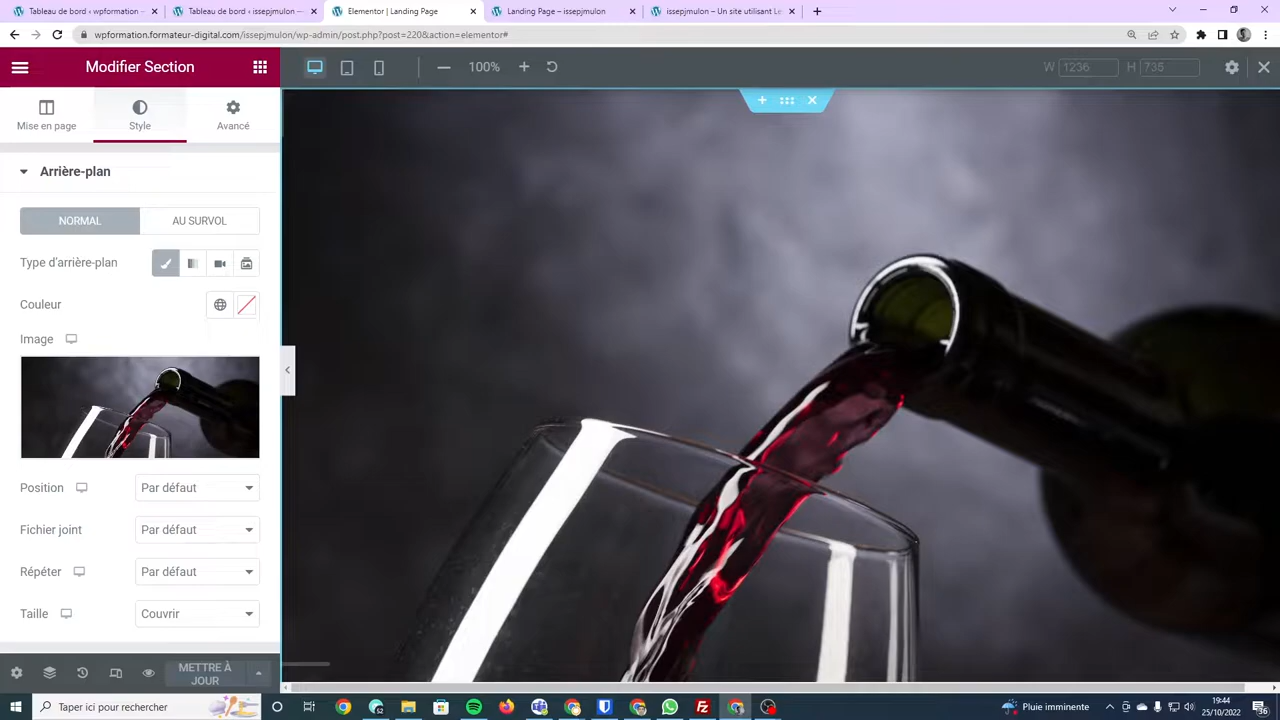 Tableau de bord ‹ wpformation
Tableau de bord ‹ issepjmulon —
Elementor | Landing Page
Landing Page – issepjmulon
issepjmulon – Un site utilisant Le
wpformation.formateur-digital.com/issepjmulon/wp-admin/post.php?post=220&action=elementor#
Modifier Section
100%
W 1236 H 735
Mise en page
Style
Avancé
Arrière-plan
NORMAL
AU SURVOL
Type d'arrière-plan
Couleur
Image
Position Par défaut
Fichier joint Par défaut
Répéter Par défaut
Taille Couvrir
METTRE À
JOUR
Taper ici pour rechercher
Pluie imminente
19:44
25/10/2022